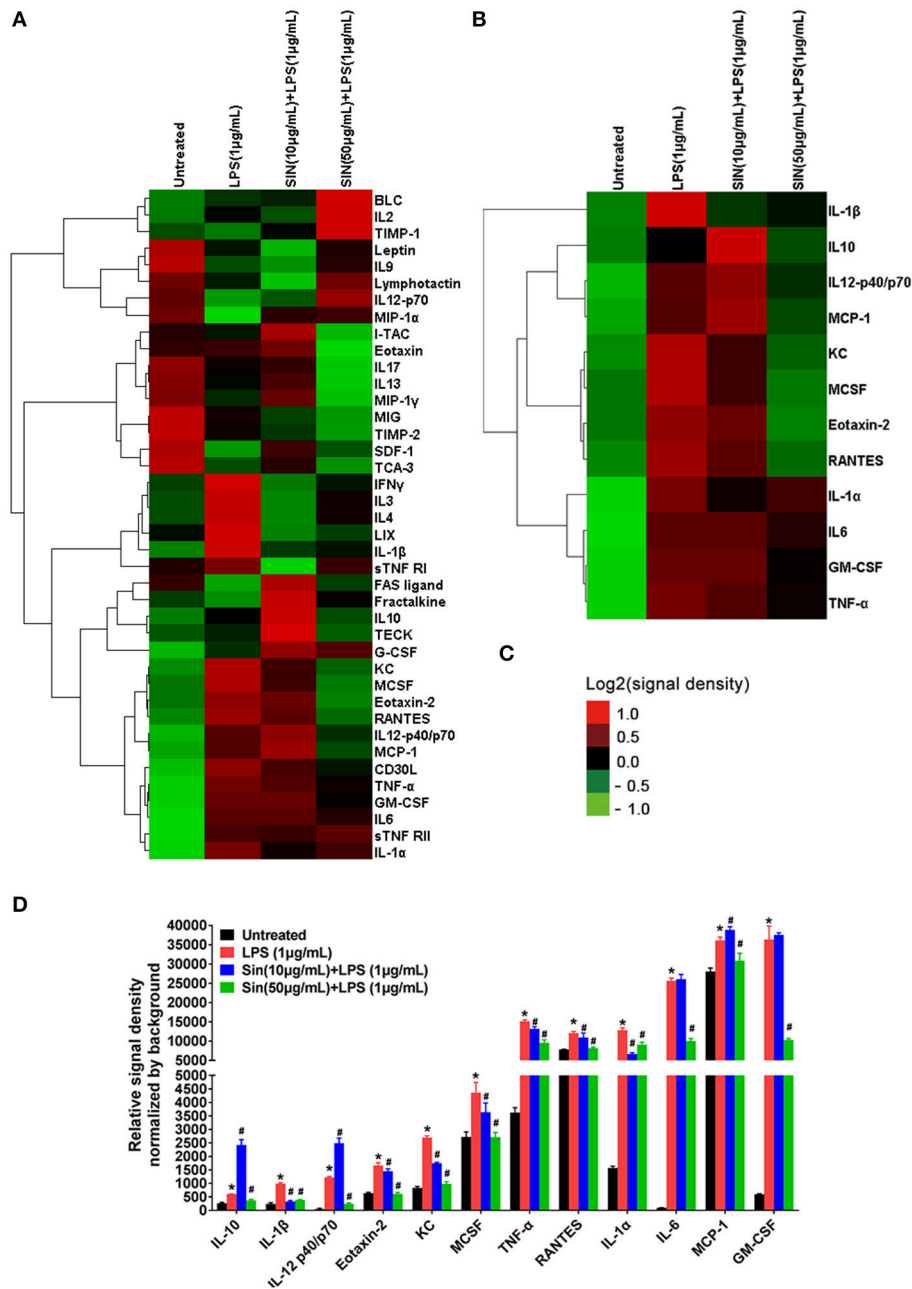 A
Untreated
LPS(1µg/mL)
SIN(10µg/mL)+LPS(1µg/mL)
SIN(50µg/mL)+LPS(1µg/mL)
BLC
IL2
TIMP-1
Leptin
IL9
Lymphotactin
IL12-p70
MIP-1α
I-TAC
Eotaxin
IL17
IL13
MIP-1γ
MIG
TIMP-2
SDF-1
TCA-3
IFNγ
IL3
IL4
LIX
IL-1β
sTNF RI
FAS ligand
Fractalkine
IL10
TECK
G-CSF
KC
MCSF
Eotaxin-2
RANTES
IL12-p40/p70
MCP-1
CD30L
TNF-α
GM-CSF
IL6
sTNF RII
IL-1α
B
Untreated
LPS(1µg/mL)
SIN(10µg/mL)+LPS(1µg/mL)
SIN(50µg/mL)+LPS(1µg/mL)
IL-1β
IL10
IL12-p40/p70
MCP-1
KC
MCSF
Eotaxin-2
RANTES
IL-1α
IL6
GM-CSF
TNF-α
C
Log2(signal density)
1.0
0.5
0.0
- 0.5
- 1.0
D
Relative signal density
normalized by background
40000
35000
30000
25000
20000
15000
10000
5000
5000
4500
4000
3500
3000
2500
2000
1500
1000
500
0
Untreated
LPS (1µg/mL)
Sin(10µg/mL)+LPS (1µg/mL)
Sin(50µg/mL)+LPS (1µg/mL)
* # #
* # #
* # #
* # #
* # #
* # #
* # #
* # #
* # #
* #
* # #
* #
IL-10
IL-1β
IL-12 p40/p70
Eotaxin-2
KC
MCSF
TNF-α
RANTES
IL-1α
IL-6
MCP-1
GM-CSF